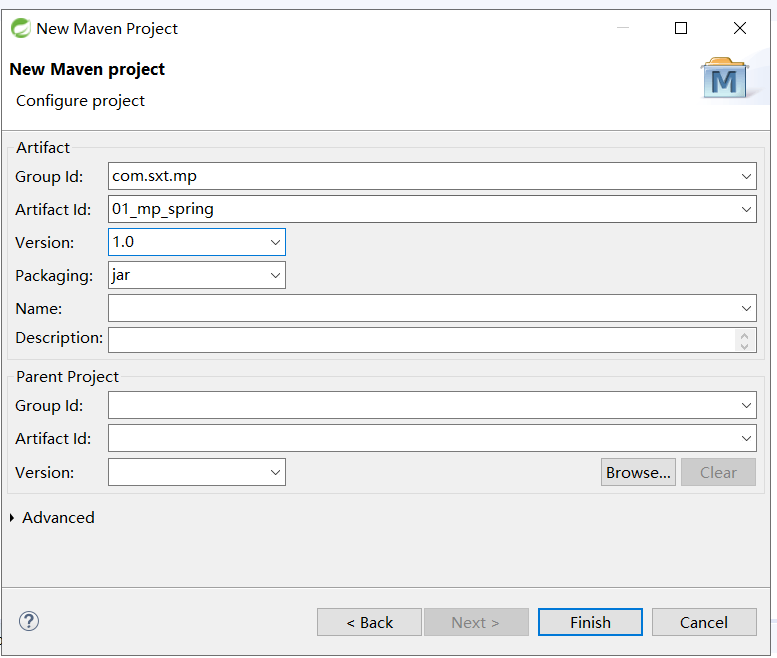 New Maven Project
New Maven project
Configure project
M
Artifact
Group Id: com.sxt.mp
Artifact Id: 01_mp_spring
Version: 1.0
Packaging: jar
Name:
Description:
Parent Project
Group Id:
Artifact Id:
Version: Browse... Clear
Advanced
? < Back Next > Finish Cancel